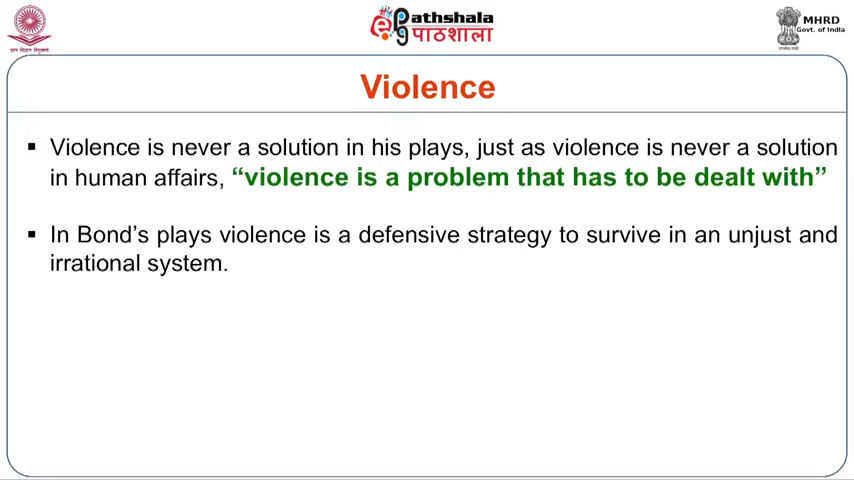 ePathshala
पाठशाला
MHRD
Govt. of India
Violence
▪ Violence is never a solution in his plays, just as violence is never a solution
in human affairs, “violence is a problem that has to be dealt with”
▪ In Bond’s plays violence is a defensive strategy to survive in an unjust and
irrational system.